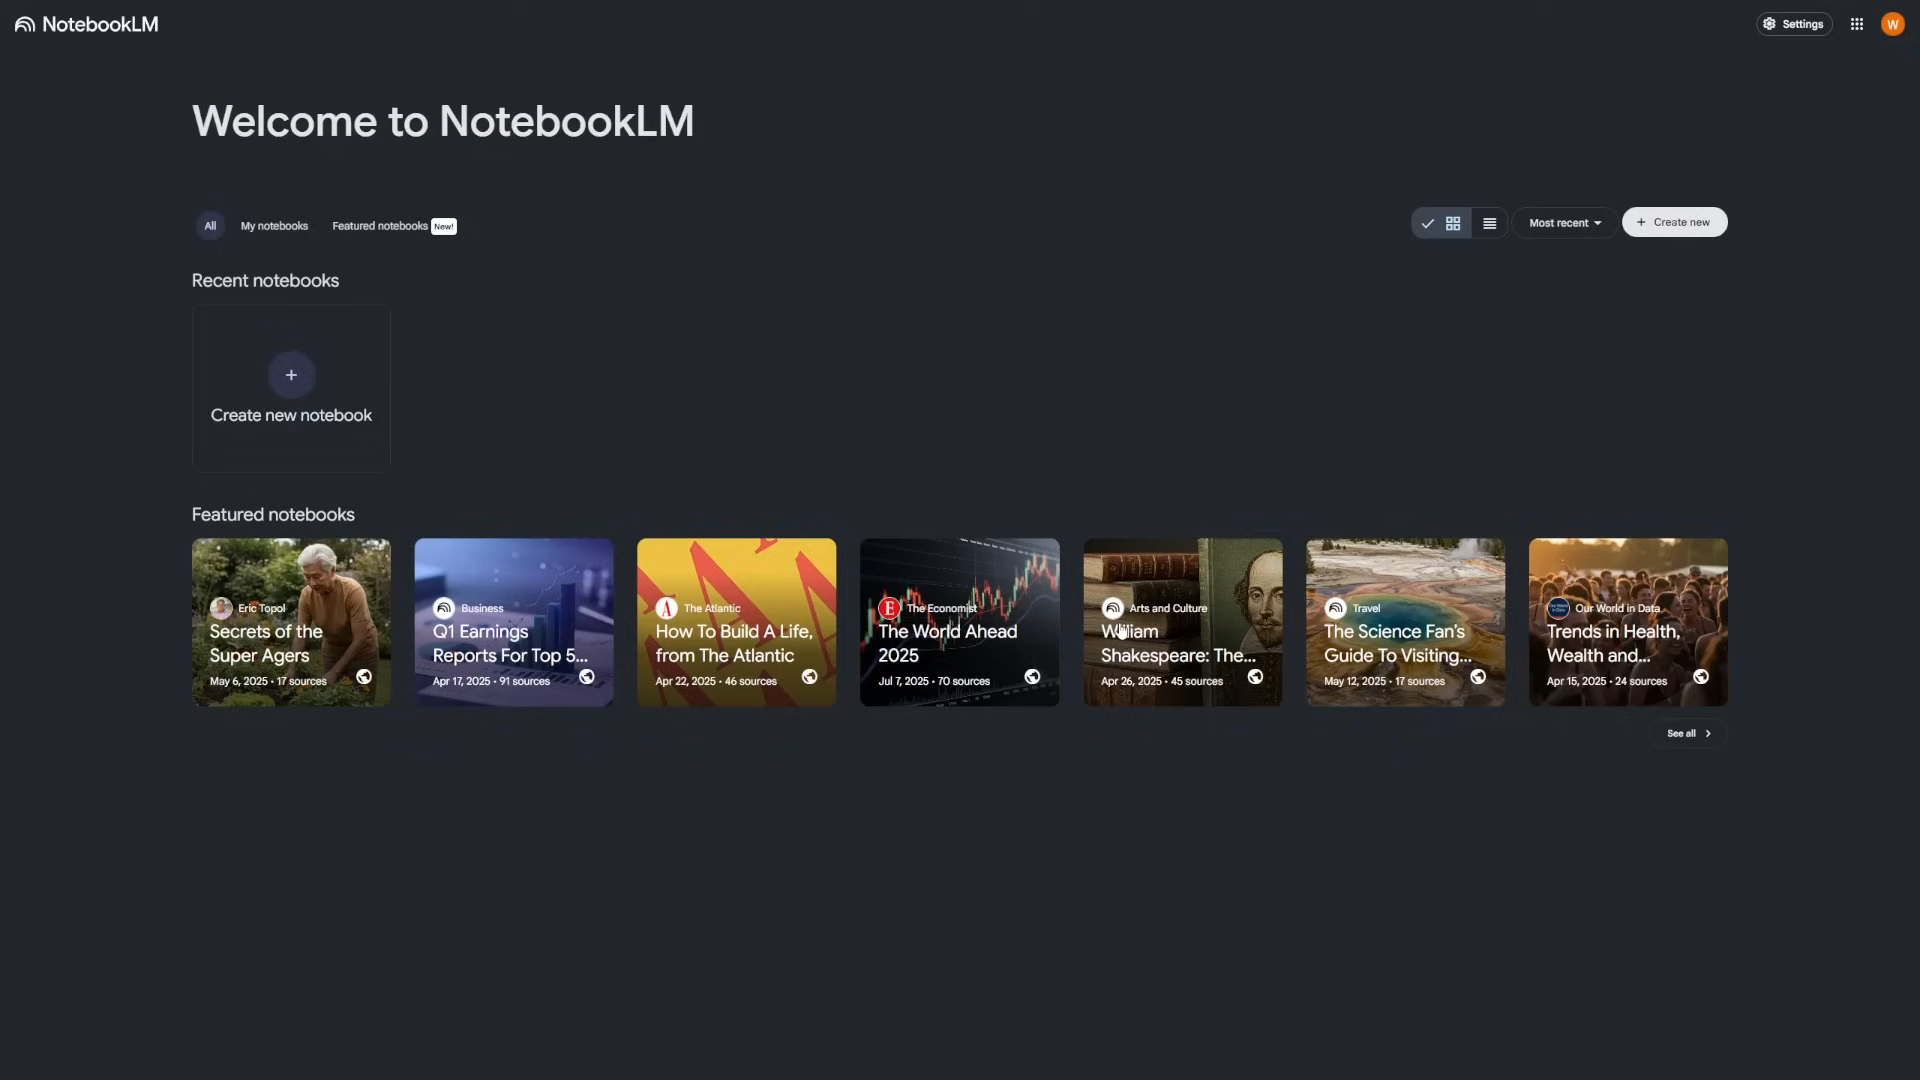 NotebookLM
Settings
W
Welcome to NotebookLM
All
My notebooks
Featured notebooks New!
Most recent
+ Create new
Recent notebooks
+
Create new notebook
Featured notebooks
Eric Topol
Secrets of the
Super Agers
May 6, 2025 • 17 sources
Business
Q1 Earnings
Reports For Top 5...
Apr 17, 2025 • 91 sources
A
The Atlantic
How To Build A Life,
from The Atlantic
Apr 22, 2025 • 46 sources
E
The Economist
The World Ahead
2025
Jul 7, 2025 • 70 sources
Arts and Culture
William
Shakespeare: The...
Apr 26, 2025 • 45 sources
Travel
The Science Fan's
Guide To Visiting...
May 12, 2025 • 17 sources
Our World in Data
Trends in Health,
Wealth and...
Apr 15, 2025 • 24 sources
See all